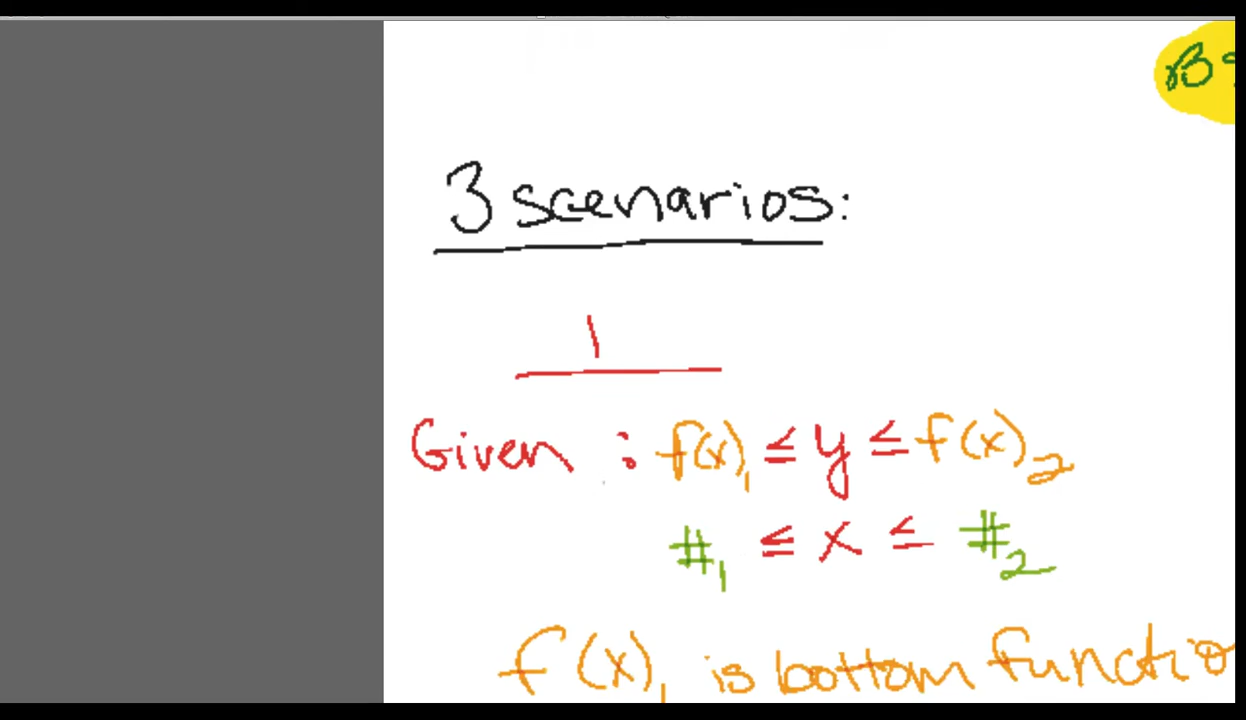 3 scenarios:
1
Given : f(x)₁ ≤ y ≤ f(x)₂
#₁ ≤ x ≤ #₂
f(x)₁ is bottom functio